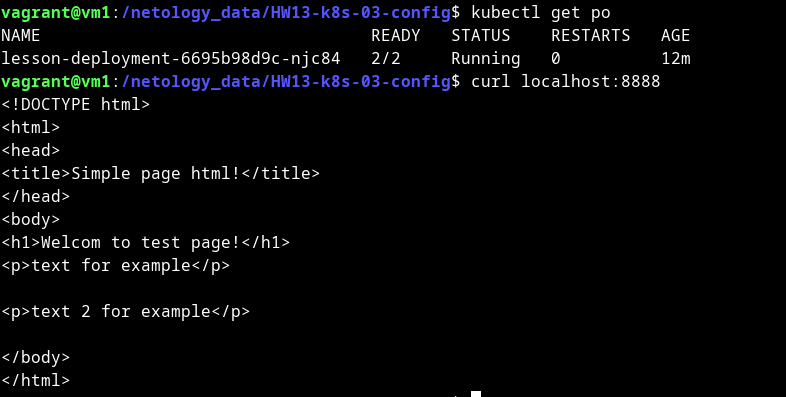 vagrant@vm1:/netology_data/HW13-k8s-03-config$ kubectl get po
NAME READY STATUS RESTARTS AGE
lesson-deployment-6695b98d9c-njc84 2/2 Running 0 12m
vagrant@vm1:/netology_data/HW13-k8s-03-config$ curl localhost:8888
<!DOCTYPE html>
<html>
<head>
<title>Simple page html!</title>
</head>
<body>
<h1>Welcom to test page!</h1>
<p>text for example</p>
<p>text 2 for example</p>
</body>
</html>